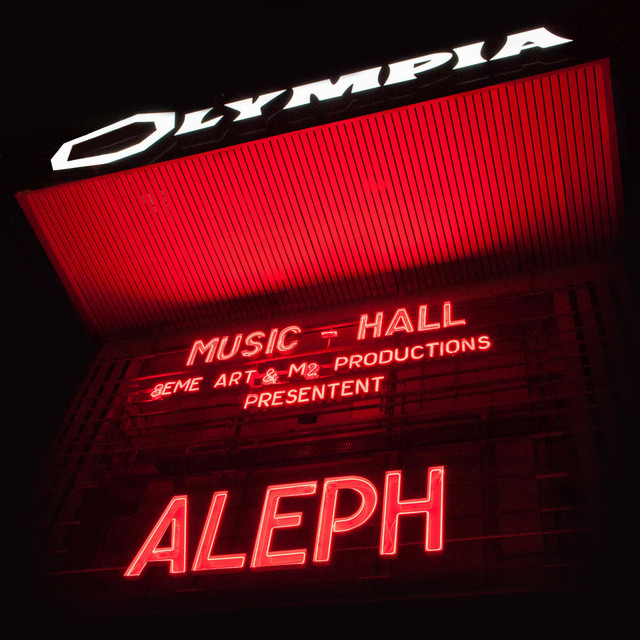 OLYMPIA
MUSIC - HALL
8EME ART & M2 PRODUCTIONS
PRESENTENT
ALEPH